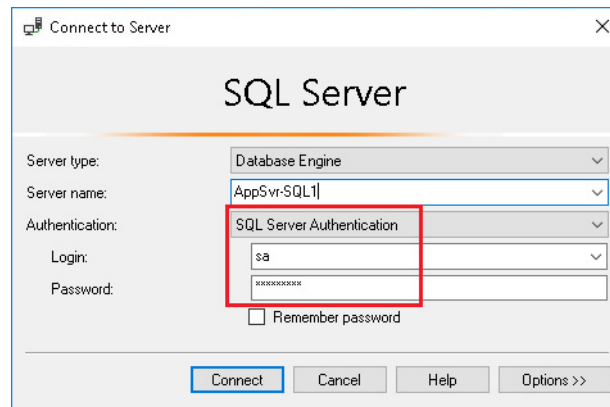 Connect to Server
SQL Server
Server type: Database Engine
Server name: AppSvr-SQL1
Authentication: SQL Server Authentication
Login: sa
Password: *********
Remember password
Connect Cancel Help Options >>